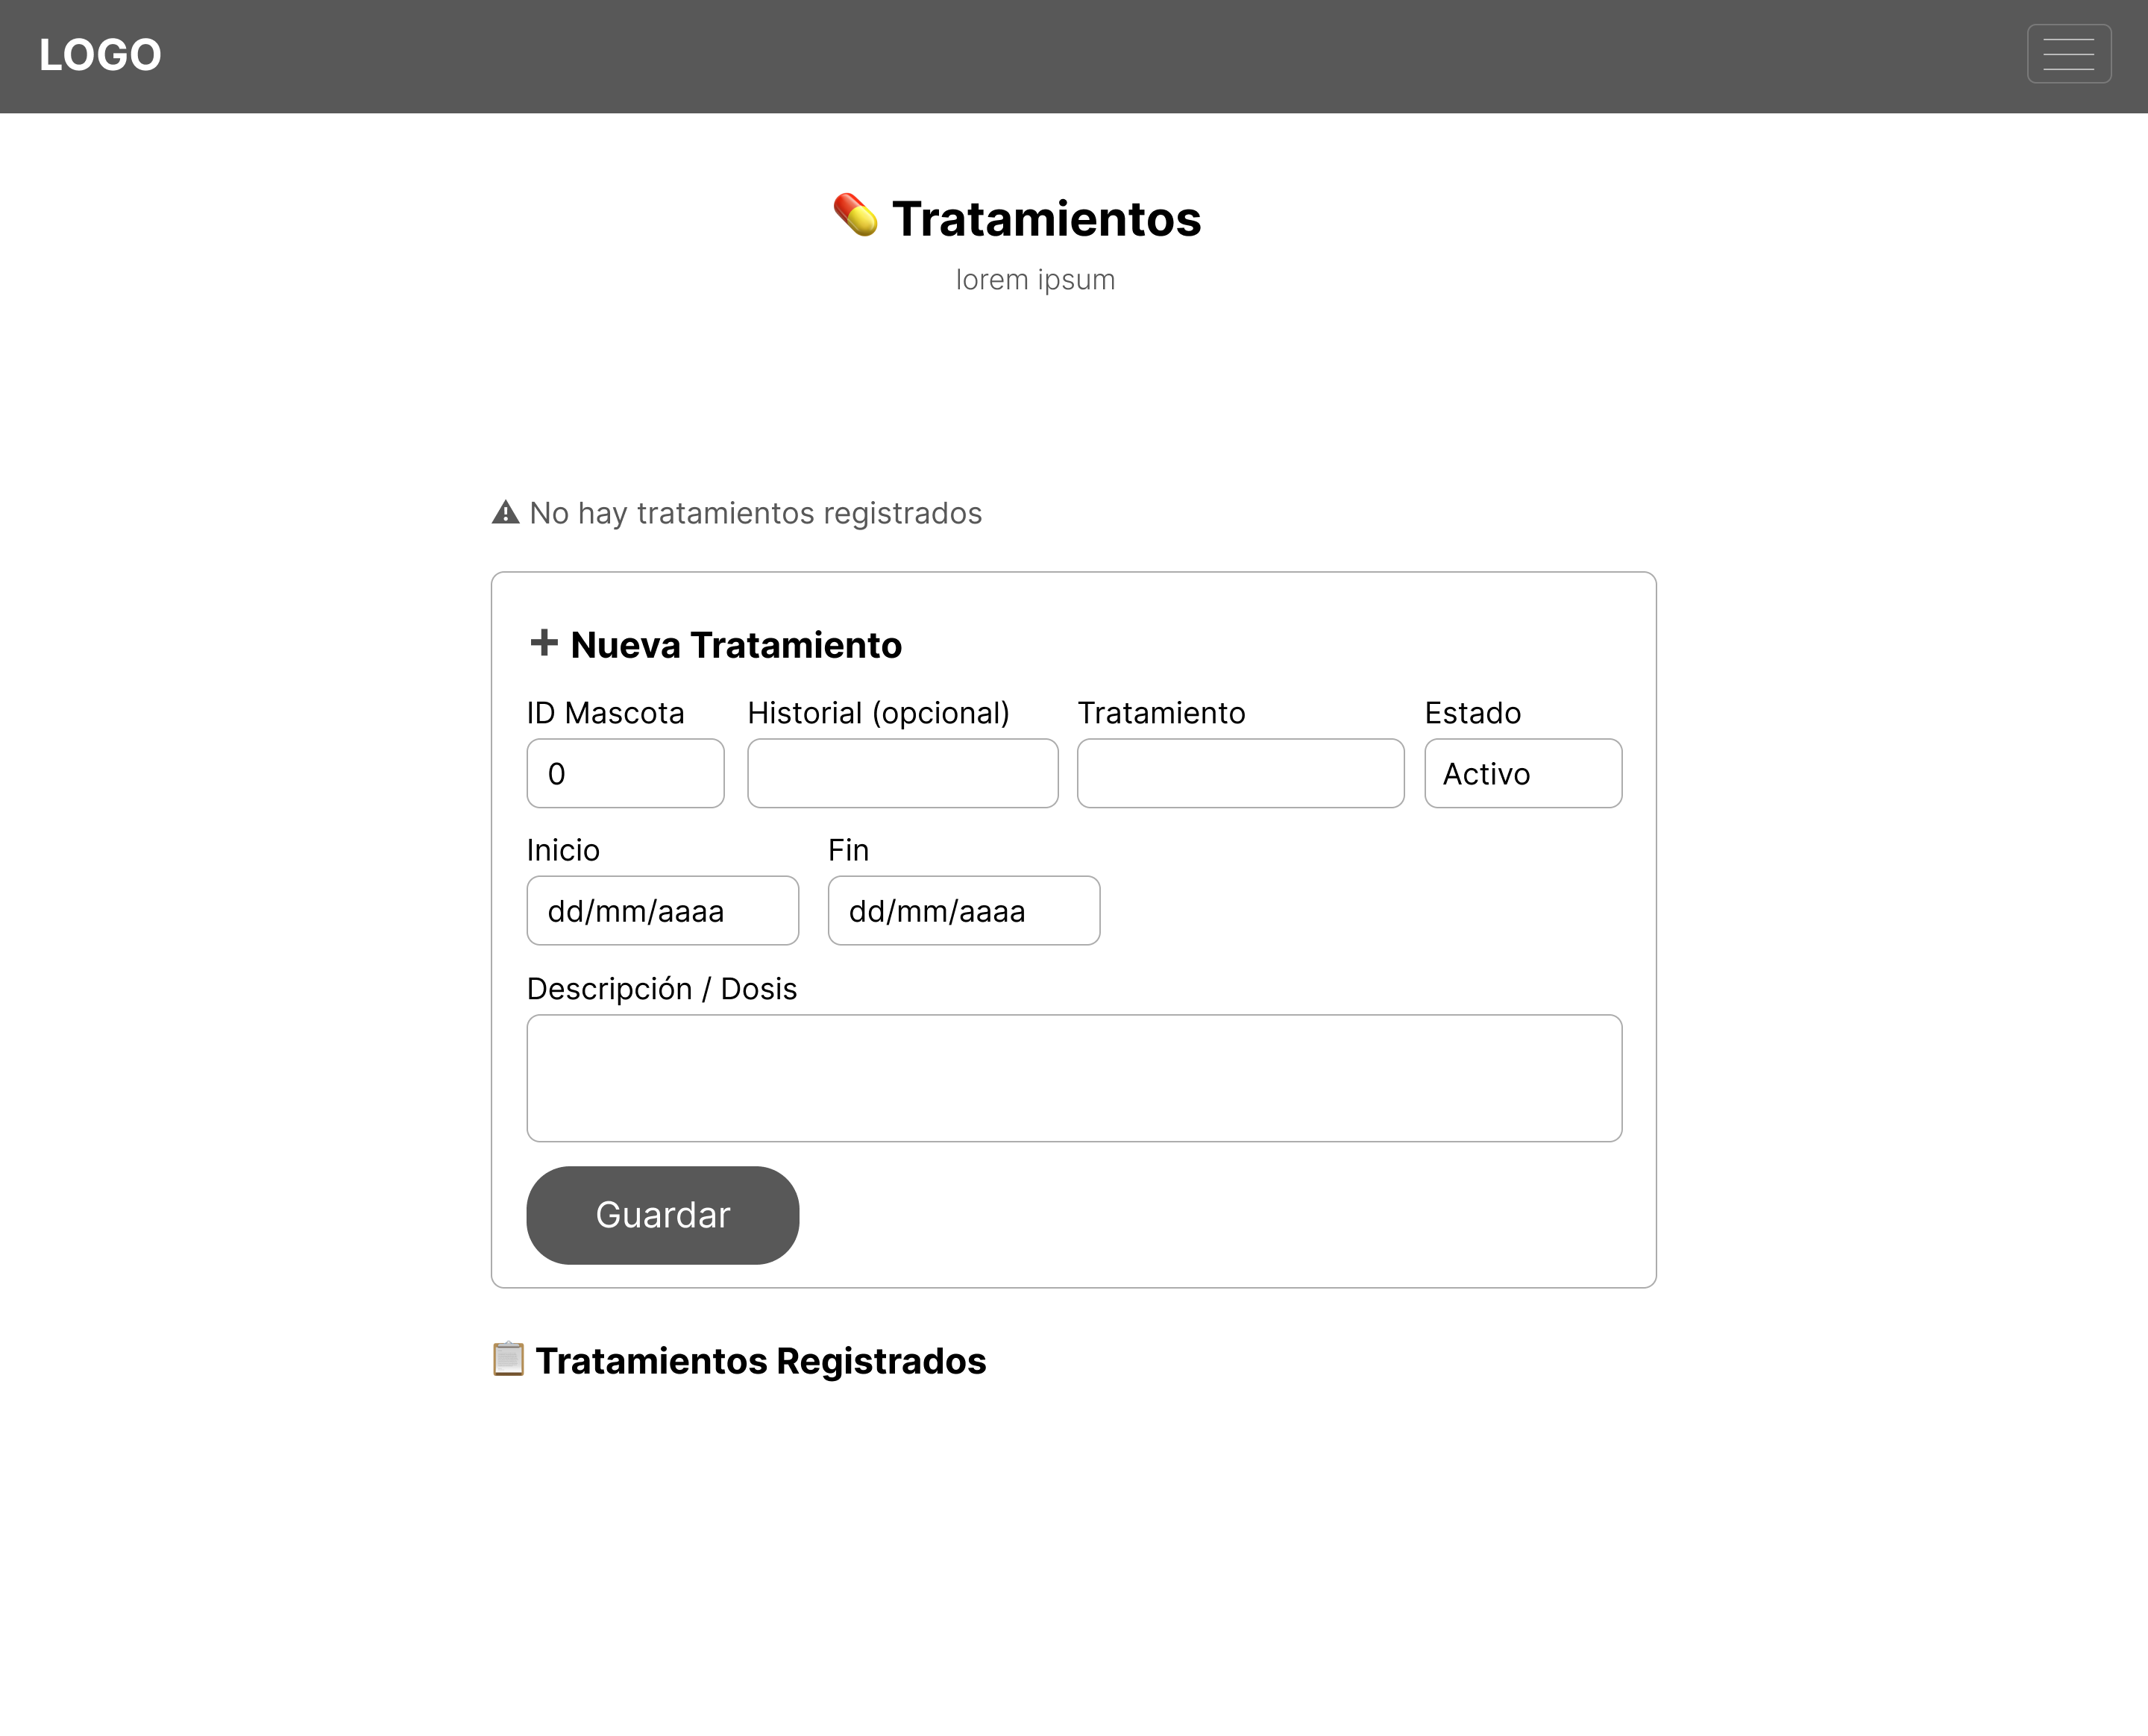 LOGO
💊 Tratamientos
lorem ipsum
⚠ No hay tratamientos registrados
➕ Nueva Tratamiento
ID Mascota Historial (opcional) Tratamiento Estado
0 Activo
Inicio Fin
dd/mm/aaaa dd/mm/aaaa
Descripción / Dosis
Guardar
📋 Tratamientos Registrados